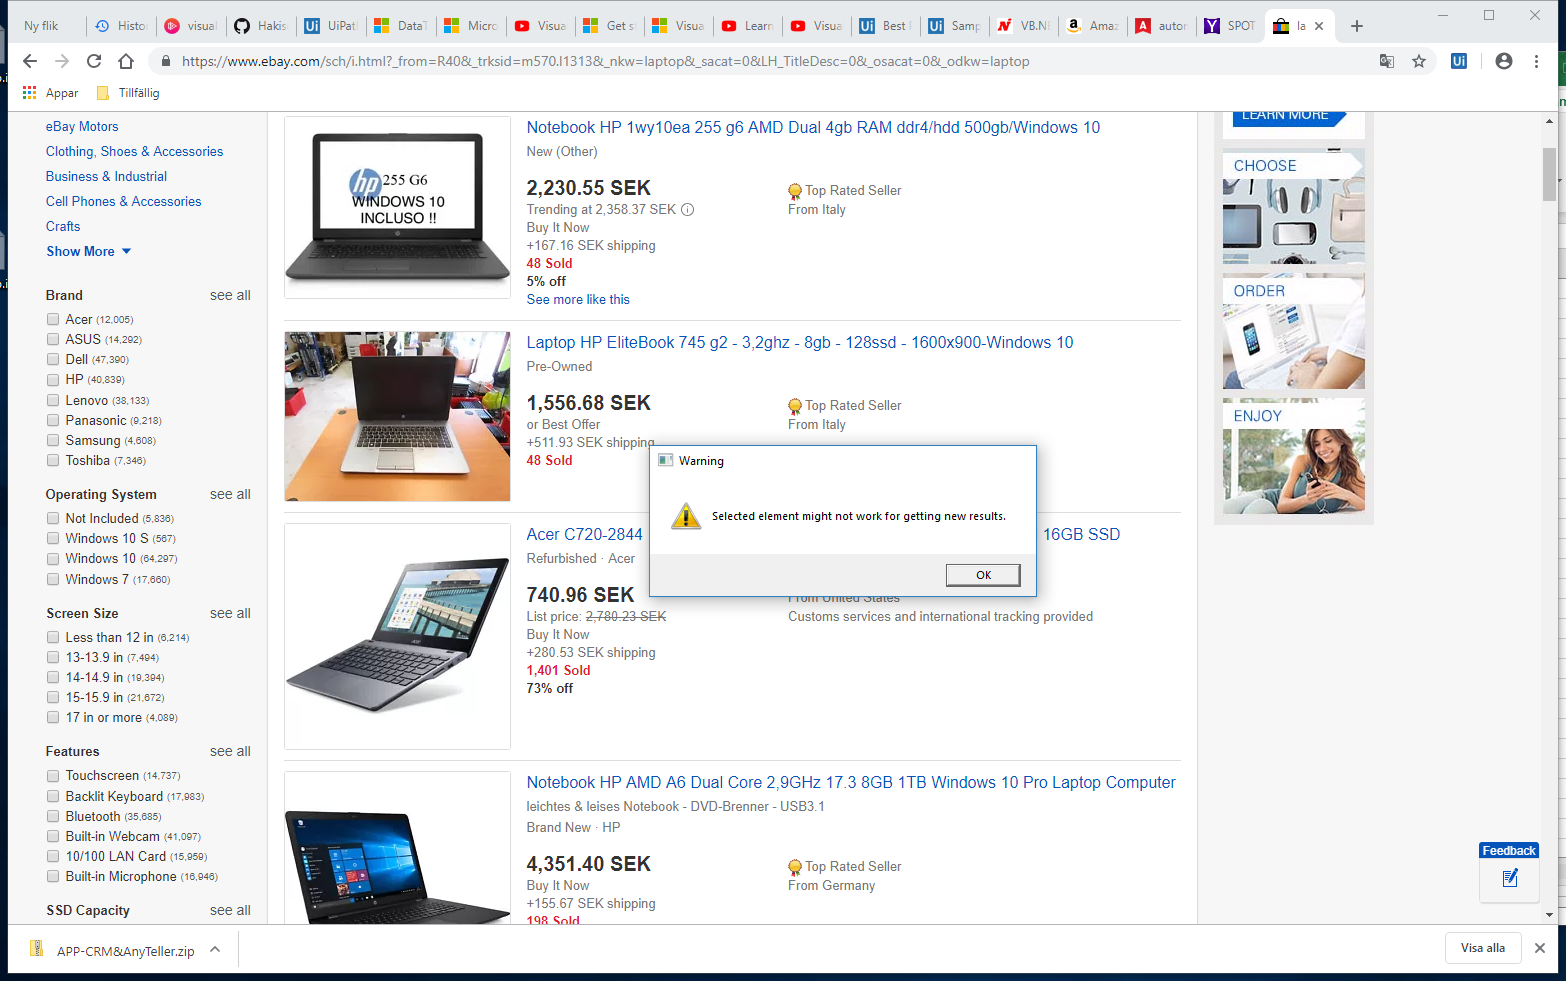 Ny flik
Histo
visual
Hakis
UiPat
DataT
Micro
Visua
Get s
Visua
Learn
Visua
Best
Samp
VB.NE
Amaz
autor
SPOT
la
https://www.ebay.com/sch/i.html?_from=R40&_trksid=m570.l1313&_nkw=laptop&_sacat=0&LH_TitleDesc=0&_osacat=0&_odkw=laptop
Appar
Tillfällig
eBay Motors
Clothing, Shoes & Accessories
Business & Industrial
Cell Phones & Accessories
Crafts
Show More
Brand see all
Acer (12,005)
ASUS (14,292)
Dell (47,390)
HP (40,839)
Lenovo (38,133)
Panasonic (9,218)
Samsung (4,608)
Toshiba (7,346)
Operating System see all
Not Included (5,836)
Windows 10 S (567)
Windows 10 (64,297)
Windows 7 (17,660)
Screen Size see all
Less than 12 in (6,214)
13-13.9 in (7,494)
14-14.9 in (19,394)
15-15.9 in (21,672)
17 in or more (4,089)
Features see all
Touchscreen (14,737)
Backlit Keyboard (17,983)
Bluetooth (35,685)
Built-in Webcam (41,097)
10/100 LAN Card (15,959)
Built-in Microphone (16,946)
SSD Capacity see all
hp 255 G6
WINDOWS 10
INCLUSO !!
Notebook HP 1wy10ea 255 g6 AMD Dual 4gb RAM ddr4/hdd 500gb/Windows 10
New (Other)
2,230.55 SEK
Trending at 2,358.37 SEK
Buy It Now
+167.16 SEK shipping
48 Sold
5% off
See more like this
Top Rated Seller
From Italy
Laptop HP EliteBook 745 g2 - 3,2ghz - 8gb - 128ssd - 1600x900-Windows 10
Pre-Owned
1,556.68 SEK
or Best Offer
+511.93 SEK shipping
48 Sold
Top Rated Seller
From Italy
Warning
Selected element might not work for getting new results.
OK
Acer C720-2844
16GB SSD
Refurbished · Acer
740.96 SEK
List price: 2,780.23 SEK
Buy It Now
+280.53 SEK shipping
1,401 Sold
73% off
From United States
Customs services and international tracking provided
acer
Notebook HP AMD A6 Dual Core 2,9GHz 17.3 8GB 1TB Windows 10 Pro Laptop Computer
leichtes & leises Notebook - DVD-Brenner - USB3.1
Brand New · HP
4,351.40 SEK
Buy It Now
+155.67 SEK shipping
198 Sold
Top Rated Seller
From Germany
LEARN MORE
CHOOSE
ORDER
ENJOY
Feedback
APP-CRM&AnyTeller.zip
Visa alla